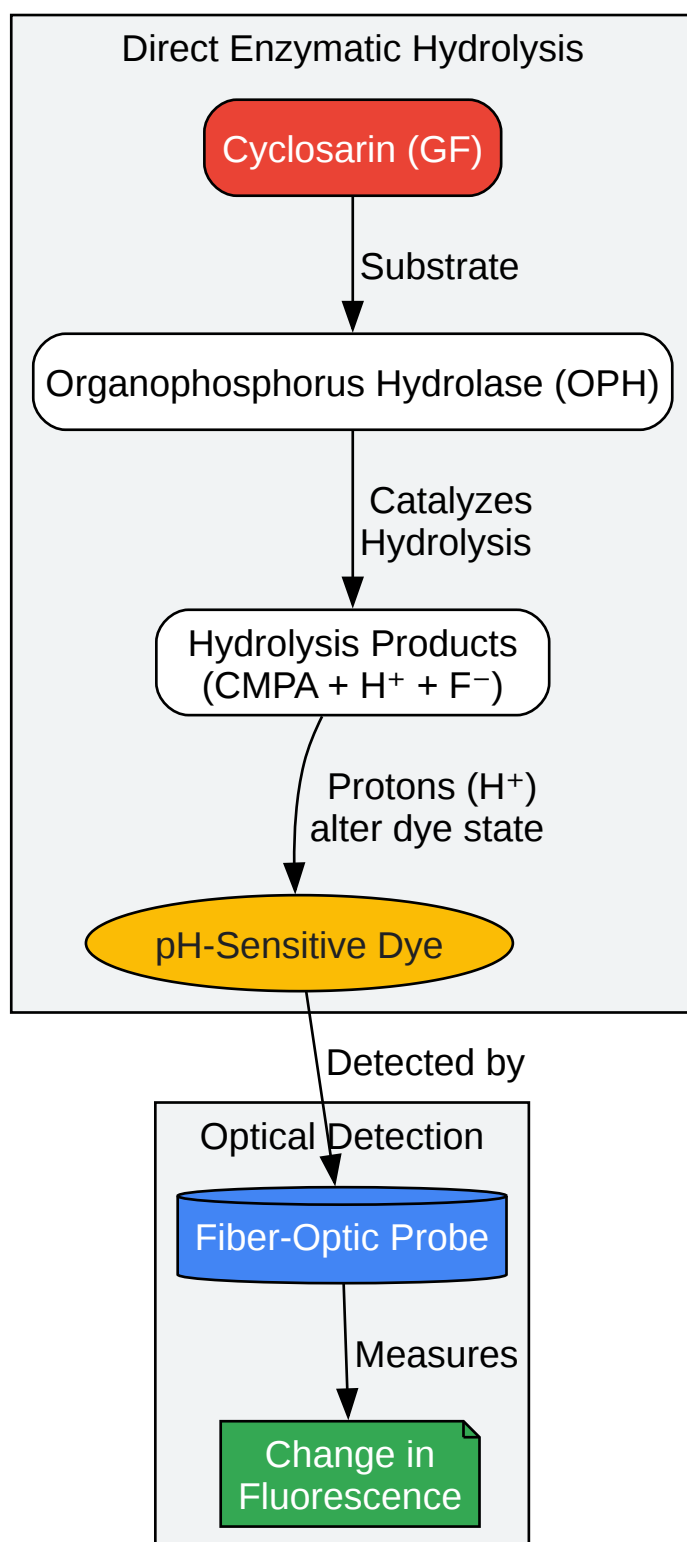 Direct Enzymatic Hydrolysis
Cyclosarin (GF)
Substrate
Organophosphorus Hydrolase (OPH)
Catalyzes
Hydrolysis
Hydrolysis Products
(CMPA + H⁺ + F⁻)
Protons (H⁺)
alter dye state
pH-Sensitive Dye
Detected by
Optical Detection
Fiber-Optic Probe
Measures
Change in
Fluorescence